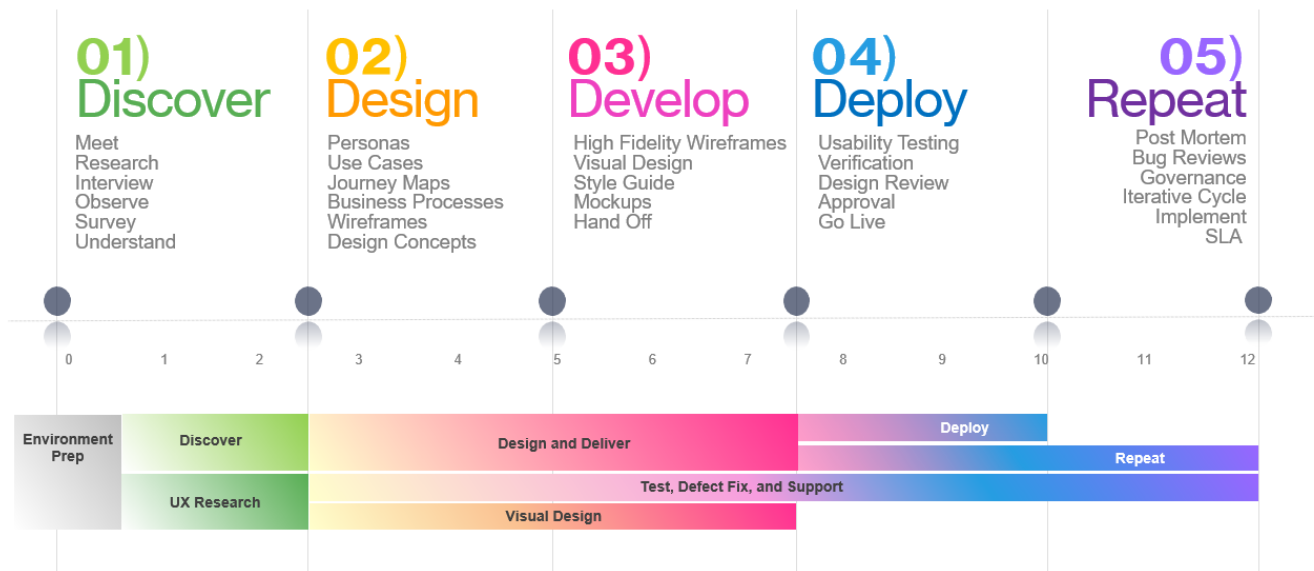 01)
Discover
Meet
Research
Interview
Observe
Survey
Understand
02)
Design
Personas
Use Cases
Journey Maps
Business Processes
Wireframes
Design Concepts
03)
Develop
High Fidelity Wireframes
Visual Design
Style Guide
Mockups
Hand Off
04)
Deploy
Usability Testing
Verification
Design Review
Approval
Go Live
05)
Repeat
Post Mortem
Bug Reviews
Governance
Iterative Cycle
Implement
SLA
0 1 2 3 4 5 6 7 8 9 10 11 12
Environment
Prep
Discover
UX Research
Design and Deliver
Deploy
Repeat
Test, Defect Fix, and Support
Visual Design